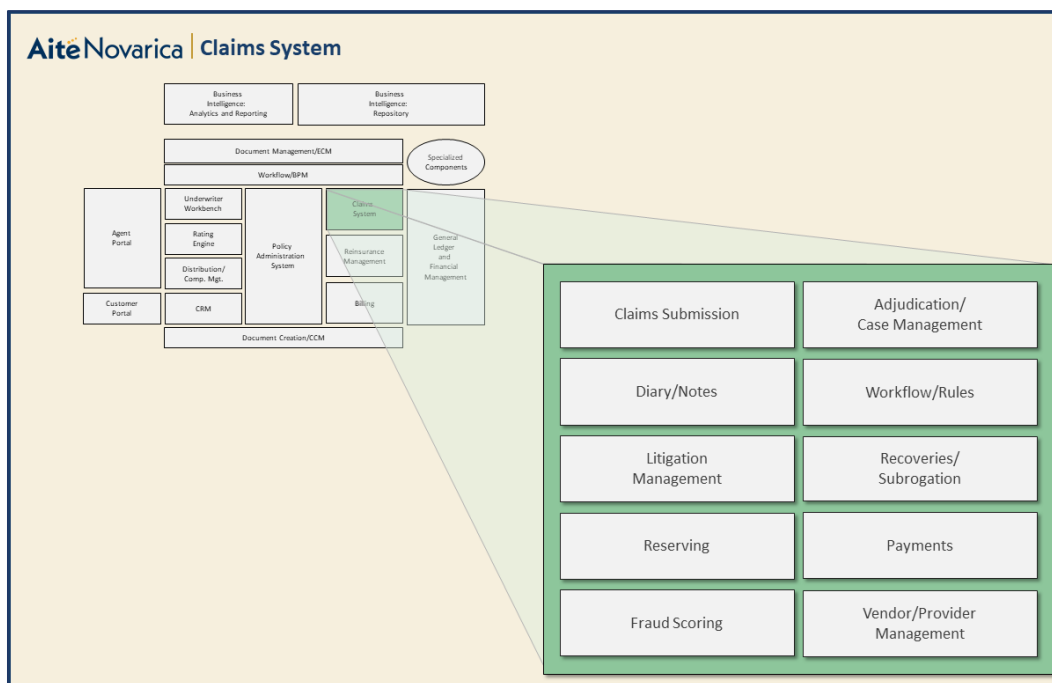 Aité Novarica | Claims System
Business
Intelligence:
Analytics and Reporting
Business
Intelligence:
Repository
Document Management/ECM
Specialized
Components
Workflow/BPM
Agent
Portal
Underwriter
Workbench
Rating
Engine
Distribution/
Comp. Mgt.
Policy
Administration
System
Claims
System
Reinsurance
Management
Billing
General
Ledger
and
Financial
Management
Customer
Portal
CRM
Document Creation/CCM
Claims Submission
Adjudication/
Case Management
Diary/Notes
Workflow/Rules
Litigation
Management
Recoveries/
Subrogation
Reserving
Payments
Fraud Scoring
Vendor/Provider
Management